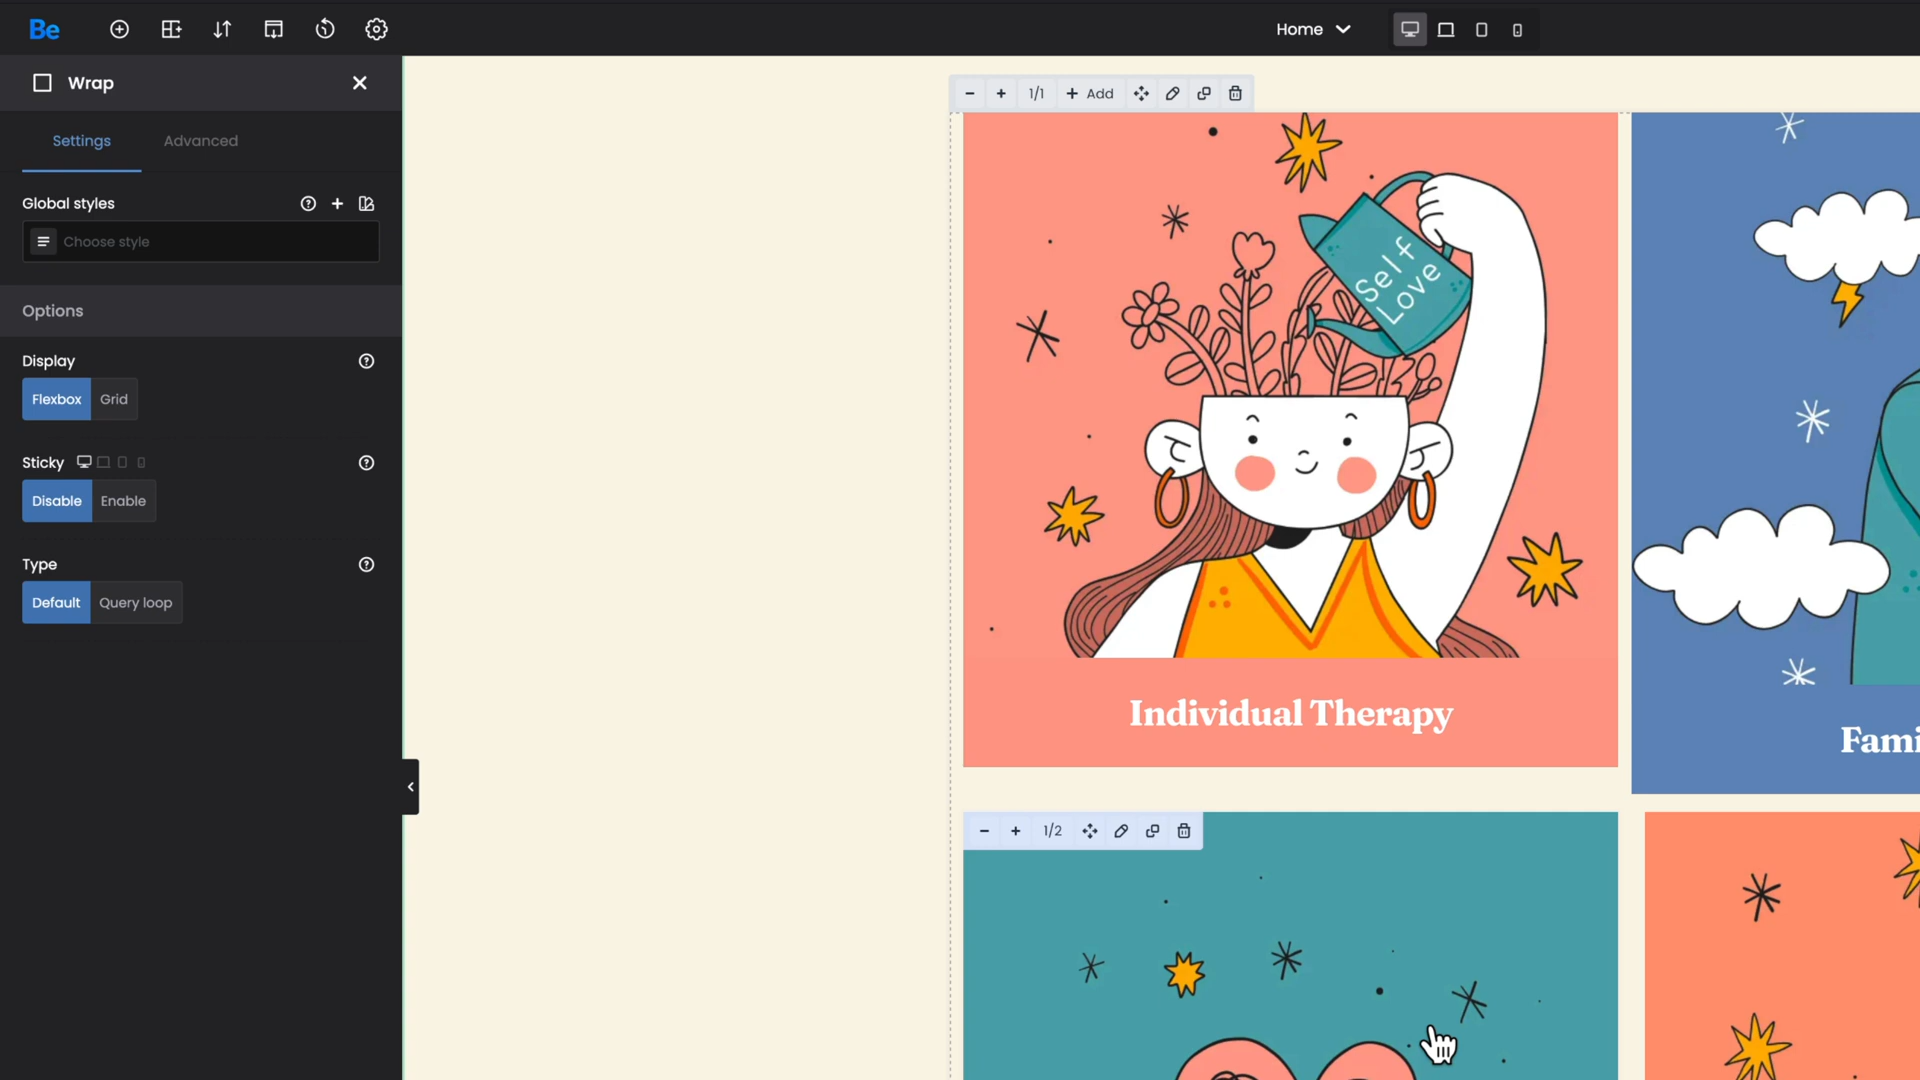 Be
Home
Wrap
1/1
Add
Settings
Advanced
Global styles
Choose style
Self
Love
Options
Display
Flexbox
Grid
Sticky
Disable
Enable
Type
Default
Query loop
Individual Therapy
Fami
1/2